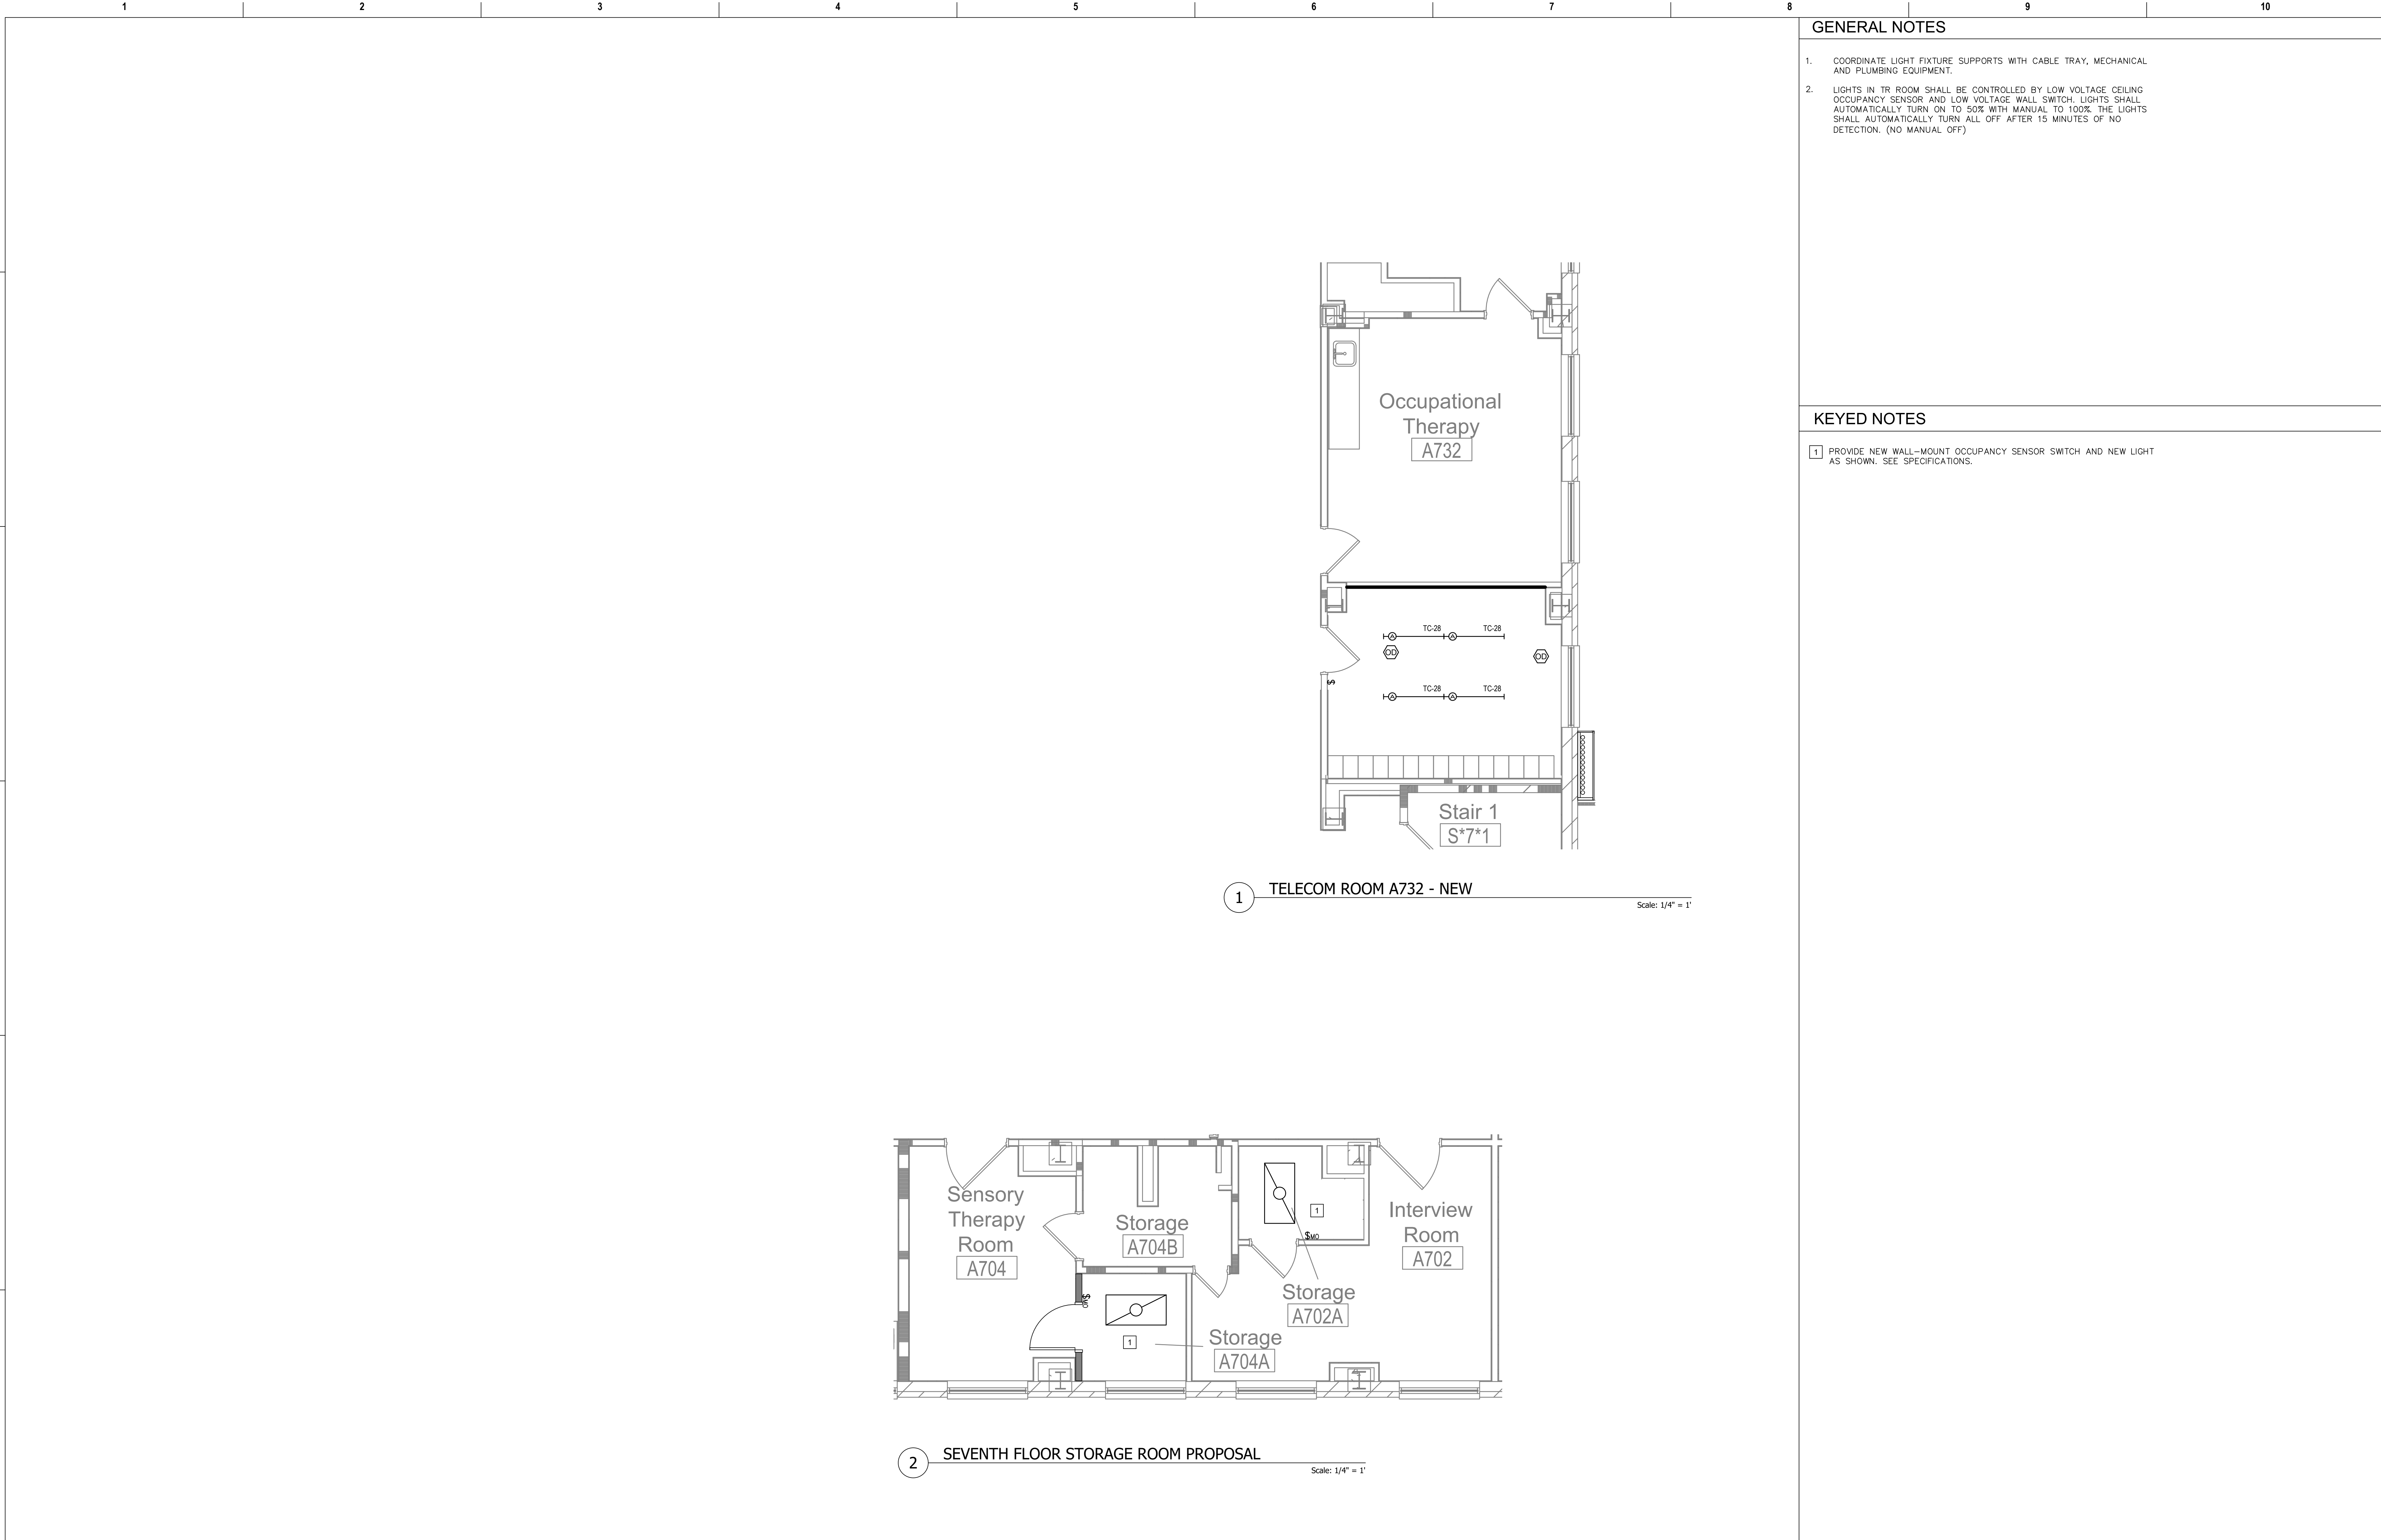 1 2 3 4 5 6 7 8 9 10
GENERAL NOTES
1. COORDINATE LIGHT FIXTURE SUPPORTS WITH CABLE TRAY, MECHANICAL
AND PLUMBING EQUIPMENT.
2. LIGHTS IN TR ROOM SHALL BE CONTROLLED BY LOW VOLTAGE CEILING
OCCUPANCY SENSOR AND LOW VOLTAGE WALL SWITCH. LIGHTS SHALL
AUTOMATICALLY TURN ON TO 50% WITH MANUAL TO 100%. THE LIGHTS
SHALL AUTOMATICALLY TURN ALL OFF AFTER 15 MINUTES OF NO
DETECTION. (NO MANUAL OFF)
KEYED NOTES
1 PROVIDE NEW WALL-MOUNT OCCUPANCY SENSOR SWITCH AND NEW LIGHT
AS SHOWN. SEE SPECIFICATIONS.
Occupational
Therapy
A732
TC-28 TC-28
A A
OD OD
$
TC-28 TC-28
A A
Stair 1
S*7*1
1 TELECOM ROOM A732 - NEW
Scale: 1/4" = 1'
Sensory
Therapy
Room
A704
Storage
A704B
1
$MO
Interview
Room
A702
Storage
A702A
$MO
1
Storage
A704A
2 SEVENTH FLOOR STORAGE ROOM PROPOSAL
Scale: 1/4" = 1'